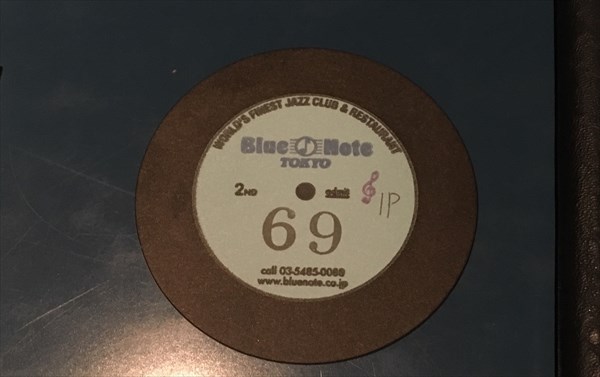 WORLD'S FINEST JAZZ CLUB & RESTAURANT
Blue Note
TOKYO
2ND admit 1P
69
call 03-5485-0088
www.bluenote.co.jp